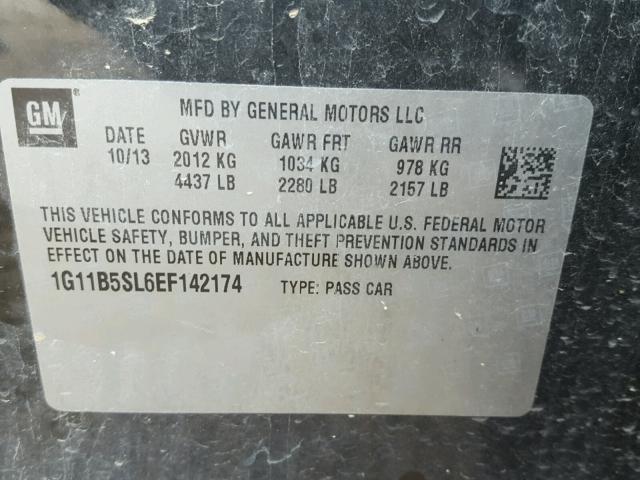 GM ®
MFD BY GENERAL MOTORS LLC
DATE GVWR GAWR FRT GAWR RR
10/13 2012 KG 1034 KG 978 KG
4437 LB 2280 LB 2157 LB
THIS VEHICLE CONFORMS TO ALL APPLICABLE U.S. FEDERAL MOTOR
VEHICLE SAFETY, BUMPER, AND THEFT PREVENTION STANDARDS IN
EFFECT ON THE DATE OF MANUFACTURE SHOWN ABOVE.
1G11B5SL6EF142174 TYPE: PASS CAR